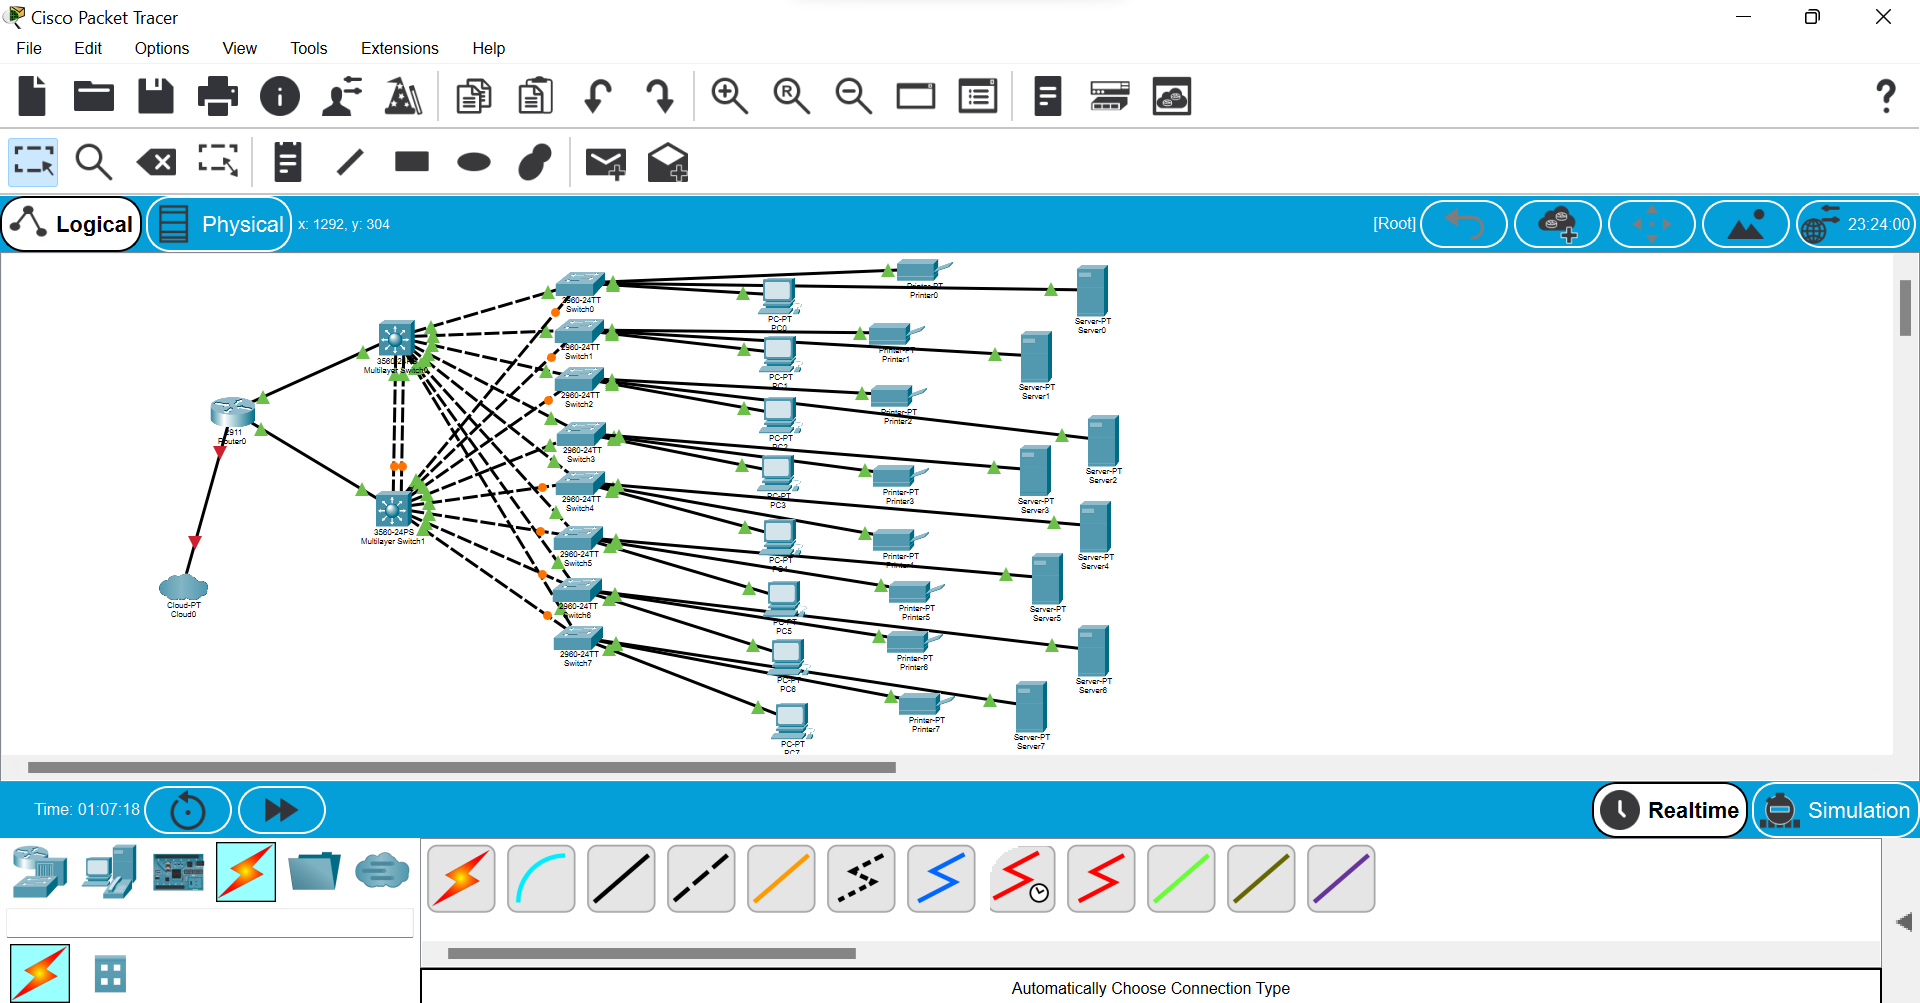 Cisco Packet Tracer
File Edit Options View Tools Extensions Help
Logical Physical x: 1292, y: 304 [Root] 23:24:00
Printer-PT
Printer0
2960-24TT
Switch0
PC-PT
PC0
Server-PT
Server0
2960-24TT
Switch1
Printer-PT
Printer1
3560-24PS
Multilayer Switch0
PC-PT
PC1
Server-PT
Server1
2960-24TT
Switch2
Printer-PT
Printer2
2911
Router0
PC-PT
PC2
2960-24TT
Switch3
Server-PT
Server2
PC-PT
PC3
Printer-PT
Printer3
Server-PT
Server3
2960-24TT
Switch4
3560-24PS
Multilayer Switch1
2960-24TT
Switch5
PC-PT
PC4
Printer-PT
Printer4
Server-PT
Server4
Cloud-PT
Cloud0
2960-24TT
Switch6
PC-PT
PC5
Printer-PT
Printer5
Server-PT
Server5
2960-24TT
Switch7
PC-PT
PC6
Printer-PT
Printer6
Server-PT
Server6
Printer-PT
Printer7
PC-PT
PC7
Server-PT
Server7
Time: 01:07:18 Realtime Simulation
Automatically Choose Connection Type